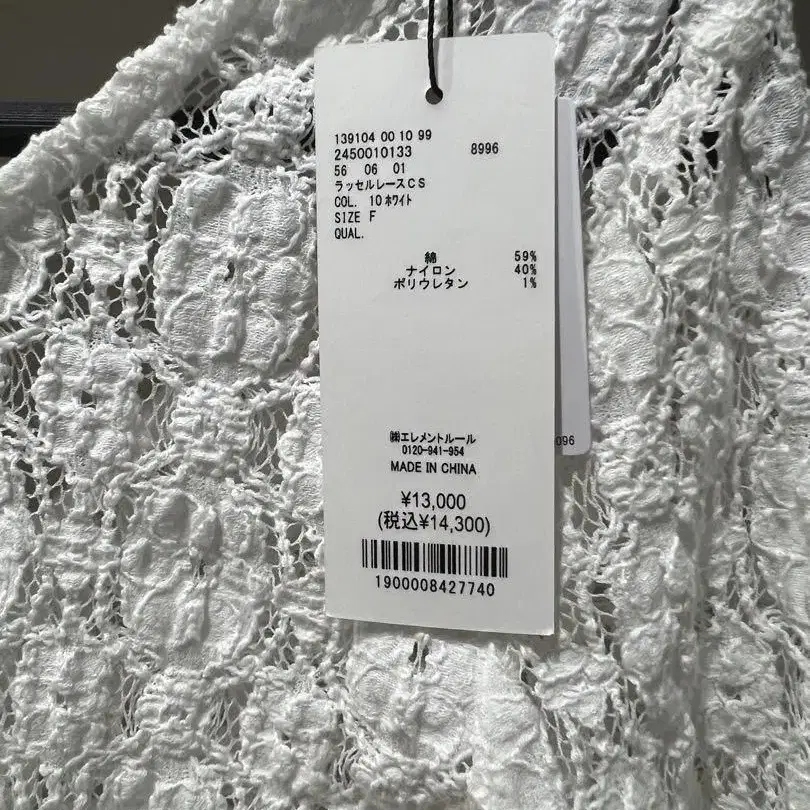 139104 00 10 99
2450010133 8996
56 06 01
ラッセルレースCS
COL. 10 ﾎﾜｲﾄ
SIZE F
QUAL.
綿 59%
ナイロン 40%
ポリウレタン 1%
㈱エレメントルール
0120-941-954
MADE IN CHINA
¥13,000
(税込¥14,300)
1900008427740
096